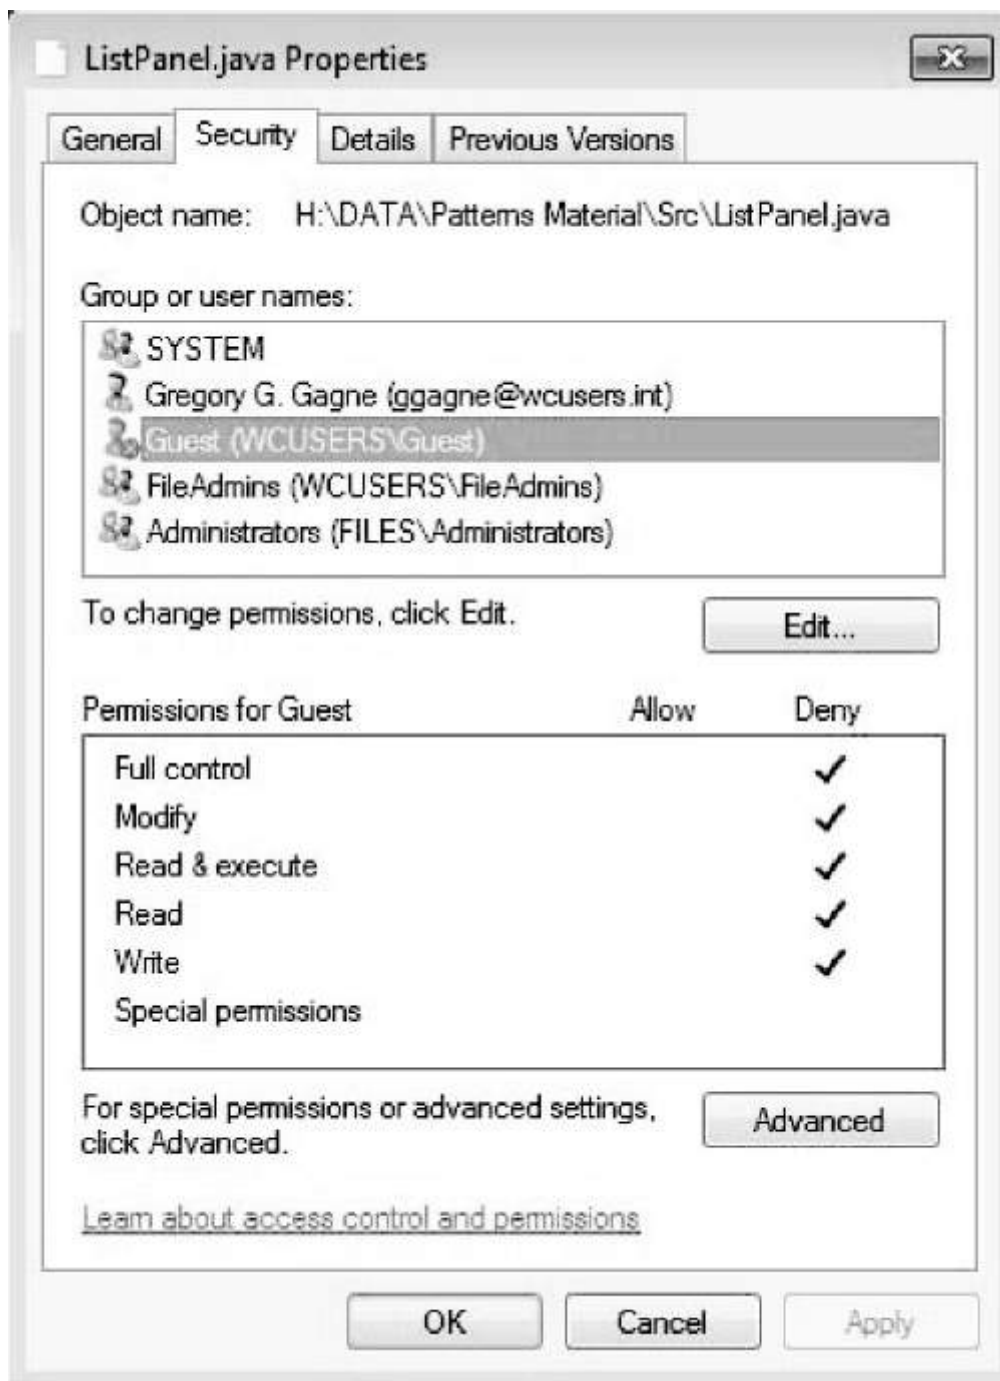 ListPanel.java Properties
General Security Details Previous Versions
Object name: H:\DATA\Patterns Material\Src\ListPanel.java
Group or user names:
SYSTEM
Gregory G. Gagne (ggagne@wcusers.int)
Guest (WCUSERS\Guest)
FileAdmins (WCUSERS\FileAdmins)
Administrators (FILES\Administrators)
To change permissions, click Edit.
Edit...
Permissions for Guest Allow Deny
Full control
Modify
Read & execute
Read
Write
Special permissions
For special permissions or advanced settings,
click Advanced.
Advanced
Learn about access control and permissions
OK Cancel Apply